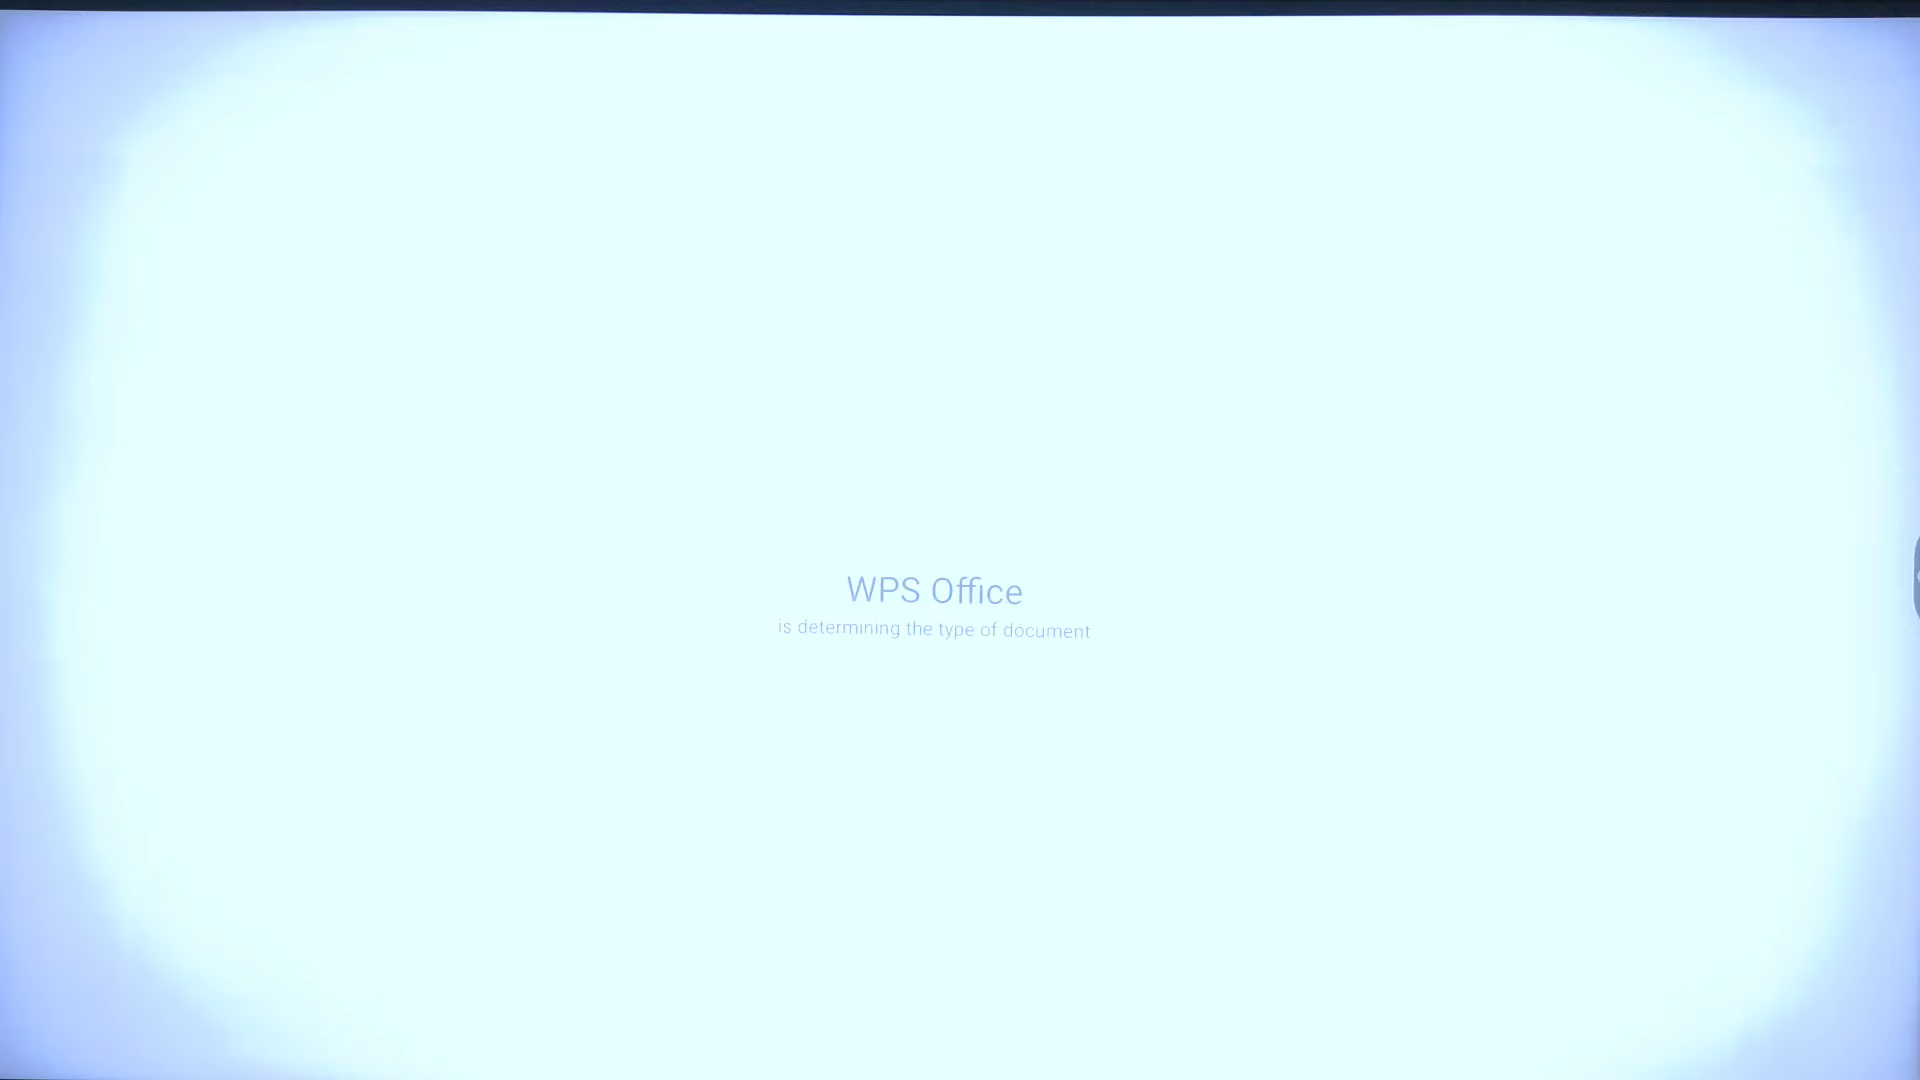 WPS Office
is determining the type of document